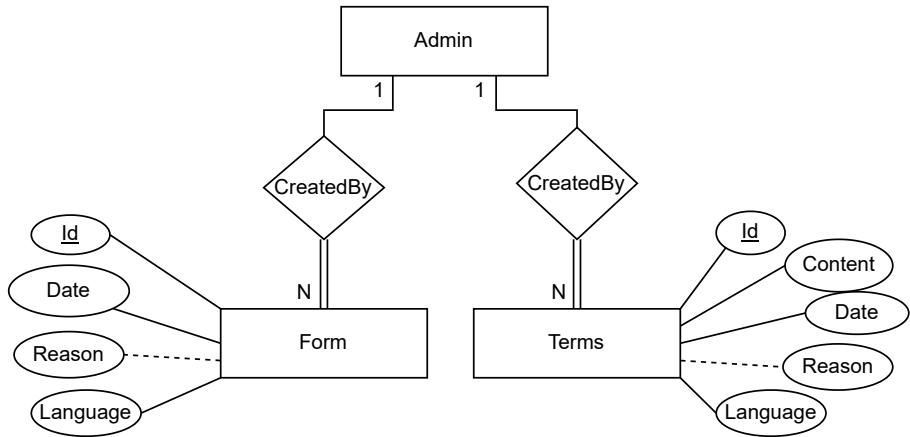 Admin
1
1
CreatedBy
CreatedBy
Id
Date
Reason
Language
N
Form
N
Terms
Id
Content
Date
Reason
Language